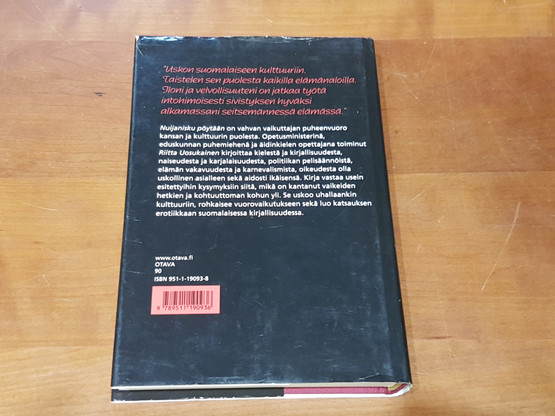 "Uskon suomalaiseen kulttuuriin.
Taistelen sen puolesta kaikilla elämänaloilla.
Iloni ja velvollisuuteni on jatkaa työtä
intohimoisesti sivistyksen hyväksi
alkamassani seitsemännessä elämässä."
Nuijanisku pöytään on vahvan vaikuttajan puheenvuoro
kansan ja kulttuurin puolesta. Opetusministerinä,
eduskunnan puhemiehenä ja äidinkielen opettajana toiminut
Riitta Uosukainen kirjoittaa kielestä ja kirjallisuudesta,
naiseudesta ja karjalaisuudesta, politiikan pelisäännöistä,
elämän vakavuudesta ja karnevalismista, oikeudesta olla
uskollinen asialleen sekä aidosti ikäisensä. Kirja vastaa usein
esitettyihin kysymyksiin siitä, mikä on kantanut vaikeiden
hetkien ja kohtuuttoman kohun yli. Se uskoo uhallaankin
kulttuuriin, rohkaisee vuorovaikutukseen sekä luo katsauksen
erotiikkaan suomalaisessa kirjallisuudessa.
www.otava.fi
OTAVA
90
ISBN 951-1-19093-8
9 789511 190936